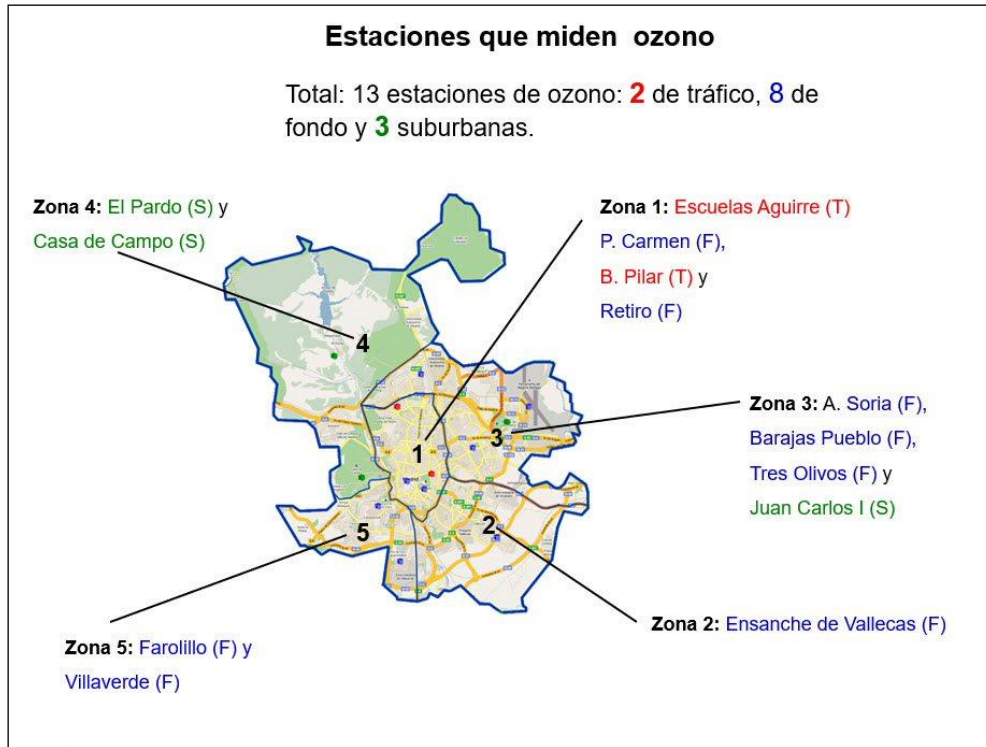 Estaciones que miden ozono
Total: 13 estaciones de ozono: 2 de tráfico, 8 de
fondo y 3 suburbanas.
Zona 4: El Pardo (S) y
Casa de Campo (S)
Zona 1: Escuelas Aguirre (T)
P. Carmen (F),
B. Pilar (T) y
Retiro (F)
4
Zona 3: A. Soria (F),
Barajas Pueblo (F),
Tres Olivos (F) y
Juan Carlos I (S)
3
1
2
5
Zona 2: Ensanche de Vallecas (F)
Zona 5: Farolillo (F) y
Villaverde (F)